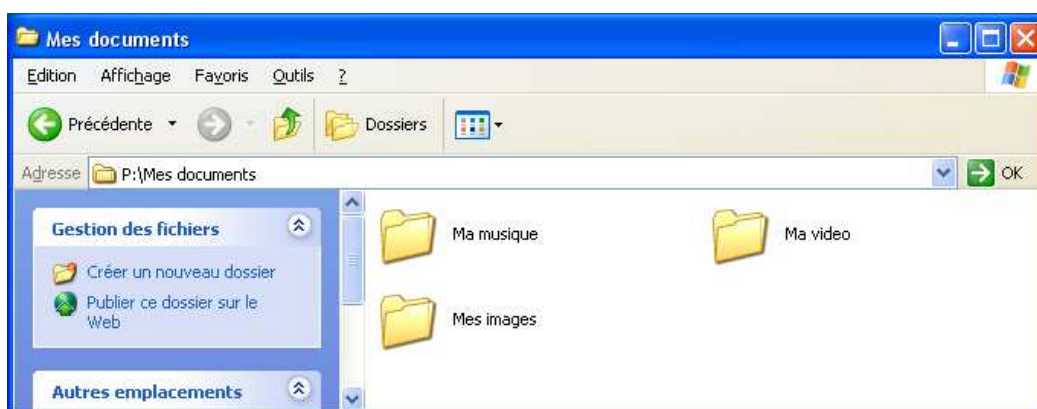 Mes documents
Edition Affichage Favoris Outils ?
Précédente Dossiers
Adresse P:\Mes documents OK
Gestion des fichiers
Créer un nouveau dossier
Publier ce dossier sur le
Web
Autres emplacements
Ma musique Ma video
Mes images